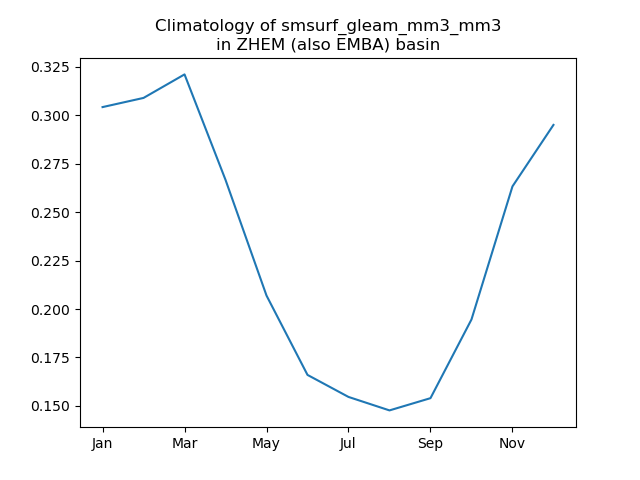 Climatology of smsurf_gleam_mm3_mm3
in ZHEM (also EMBA) basin
0.325
0.300
0.275
0.250
0.225
0.200
0.175
0.150
Jan Mar May Jul Sep Nov